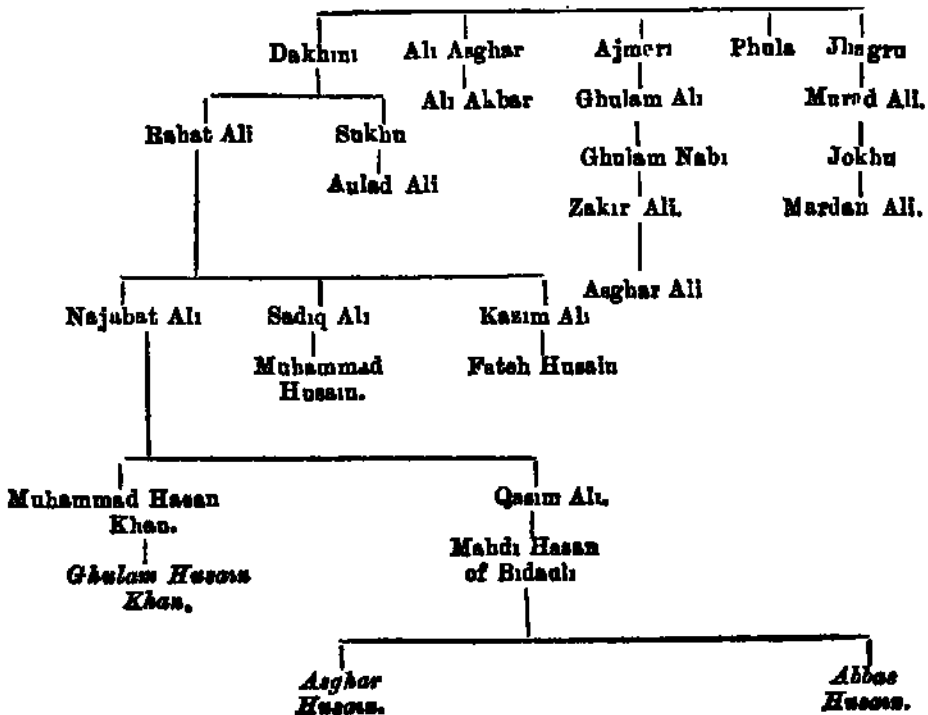 Dakhini Ali Asghar Ajmeri Phula Jhagru
Ali Akbar Ghulam Ali Murad Ali.
Rahat Ali Sukhu Ghulam Nabi Jokhu
Aulad Ali Zakir Ali. Mardan Ali.
Asghar Ali
Najabat Ali Sadiq Ali Kazim Ali
Muhammad Fateh Husain
Husain.
Muhammad Hasan Qasim Ali.
Khan. Mahdi Hasan
Ghulam Husain of Bidauli
Khan.
Asghar Abbas
Husain. Husain.